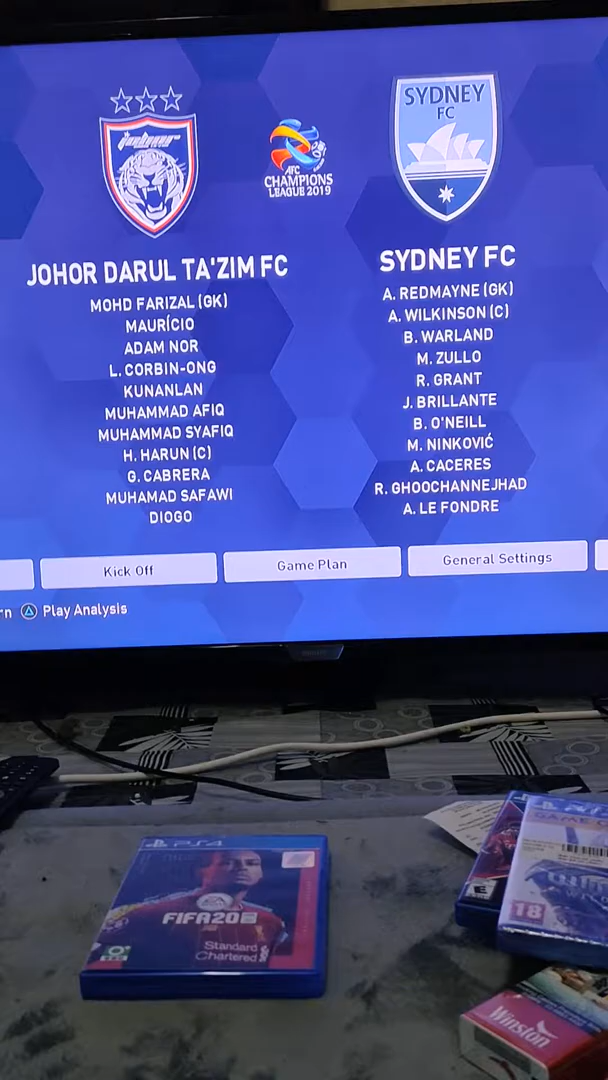 SYDNEY
FC
AFC
CHAMPIONS
LEAGUE 2019
JOHOR DARUL TA'ZIM FC
MOHD FARIZAL (GK)
MAURÍCIO
ADAM NOR
L. CORBIN-ONG
KUNANLAN
MUHAMMAD AFIQ
MUHAMMAD SYAFIQ
H. HARUN (C)
G. CABRERA
MUHAMAD SAFAWI
DIOGO
SYDNEY FC
A. REDMAYNE (GK)
A. WILKINSON (C)
B. WARLAND
M. ZULLO
R. GRANT
J. BRILLANTE
B. O'NEILL
M. NINKOVIĆ
A. CACERES
R. GHOOCHANNEJHAD
A. LE FONDRE
Kick Off
Game Plan
General Settings
Play Analysis
PS4
FIFA20
Standard
Chartered
E
18
Winston